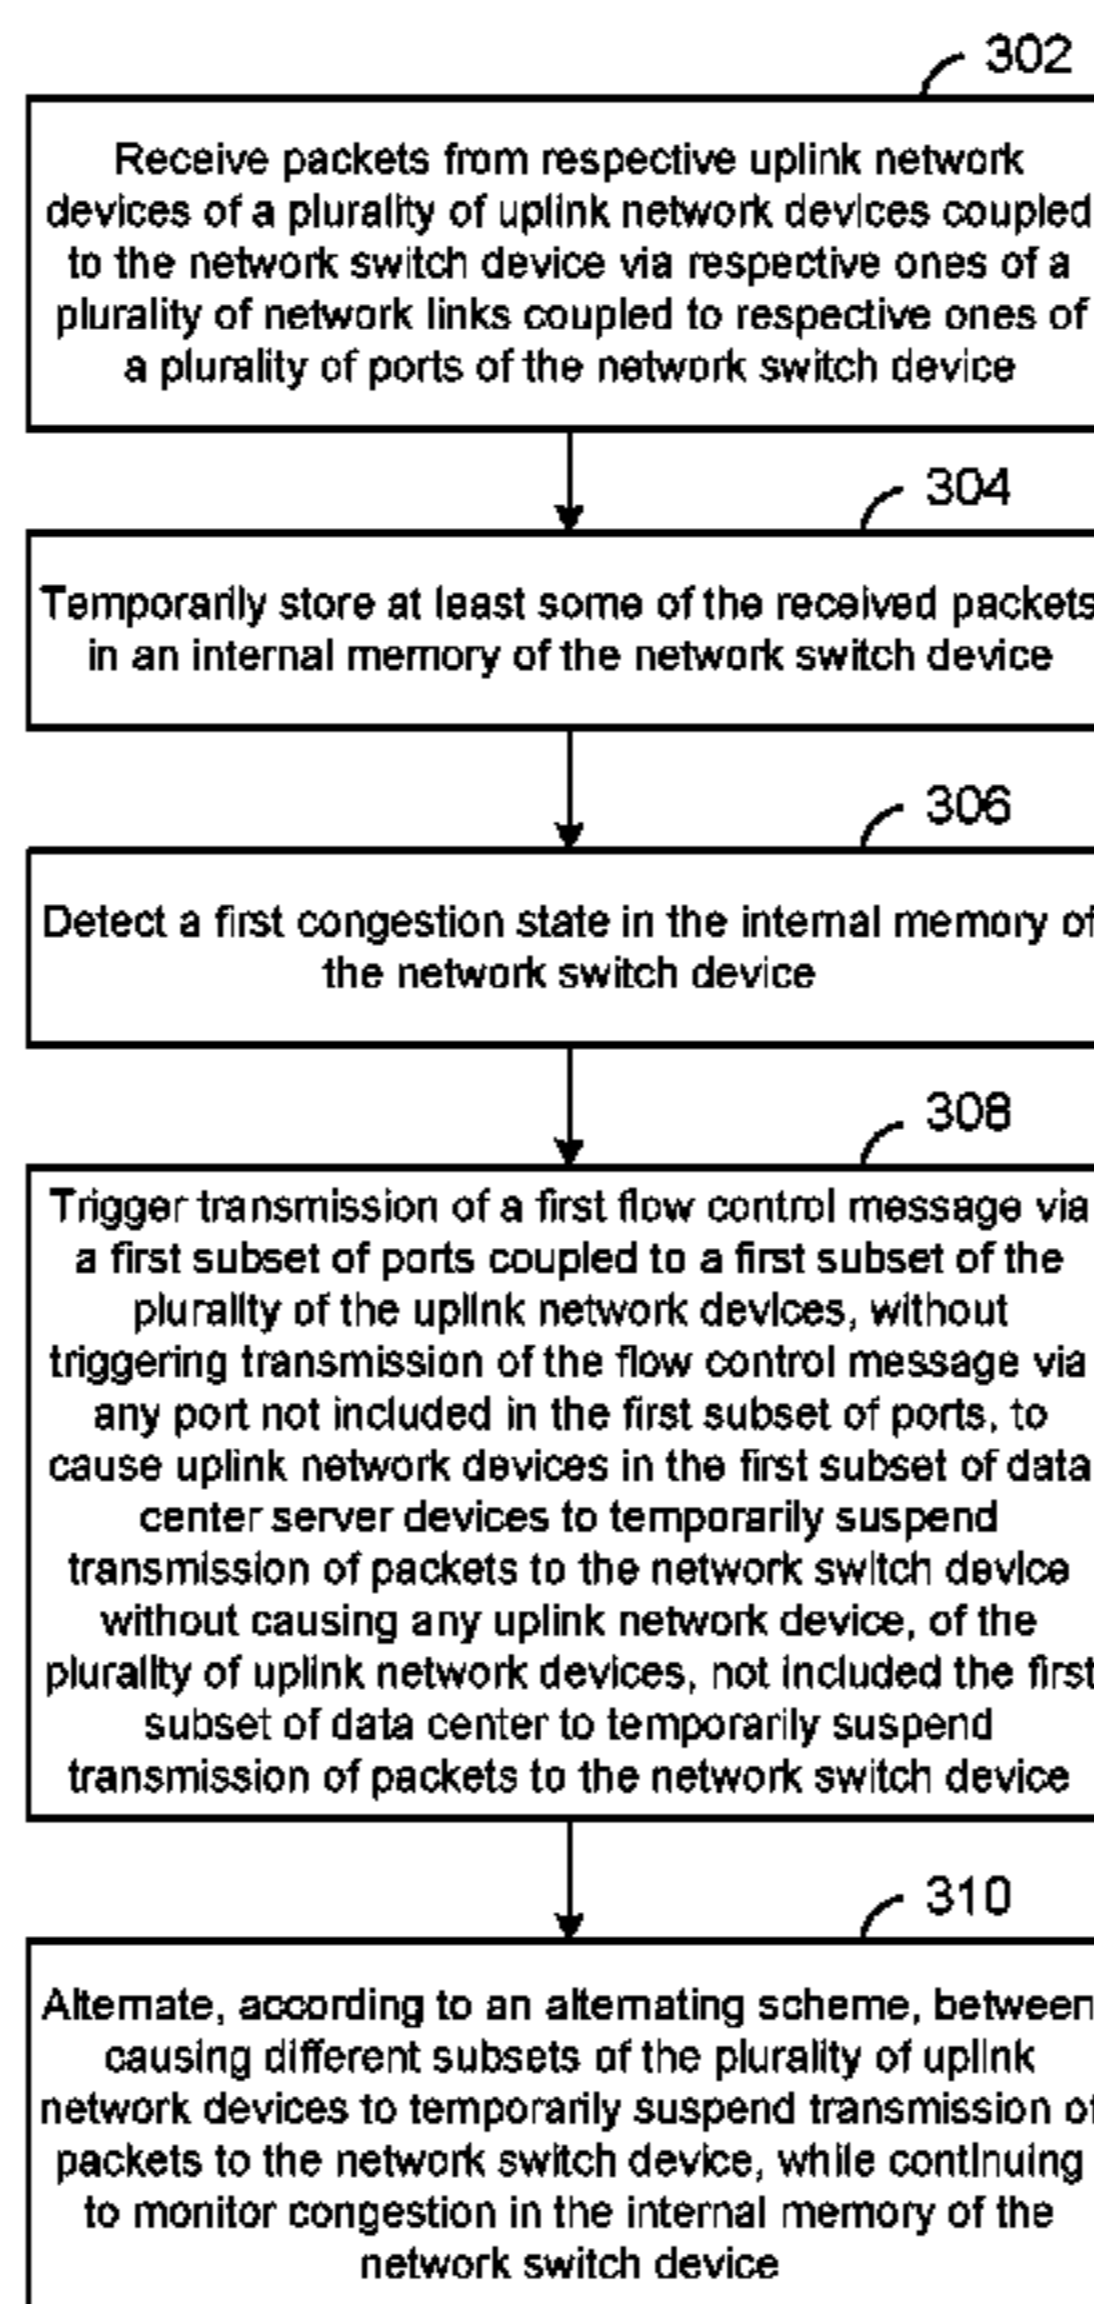 302
Receive packets from respective uplink network
devices of a plurality of uplink network devices coupled
to the network switch device via respective ones of a
plurality of network links coupled to respective ones of
a plurality of ports of the network switch device
304
Temporarily store at least some of the received packets
in an internal memory of the network switch device
306
Detect a first congestion state in the internal memory of
the network switch device
308
Trigger transmission of a first flow control message via
a first subset of ports coupled to a first subset of the
plurality of the uplink network devices, without
triggering transmission of the flow control message via
any port not included in the first subset of ports, to
cause uplink network devices in the first subset of data
center server devices to temporarily suspend
transmission of packets to the network switch device
without causing any uplink network device, of the
plurality of uplink network devices, not included the first
subset of data center to temporarily suspend
transmission of packets to the network switch device
310
Alternate, according to an alternating scheme, between
causing different subsets of the plurality of uplink
network devices to temporarily suspend transmission of
packets to the network switch device, while continuing
to monitor congestion in the internal memory of the
network switch device